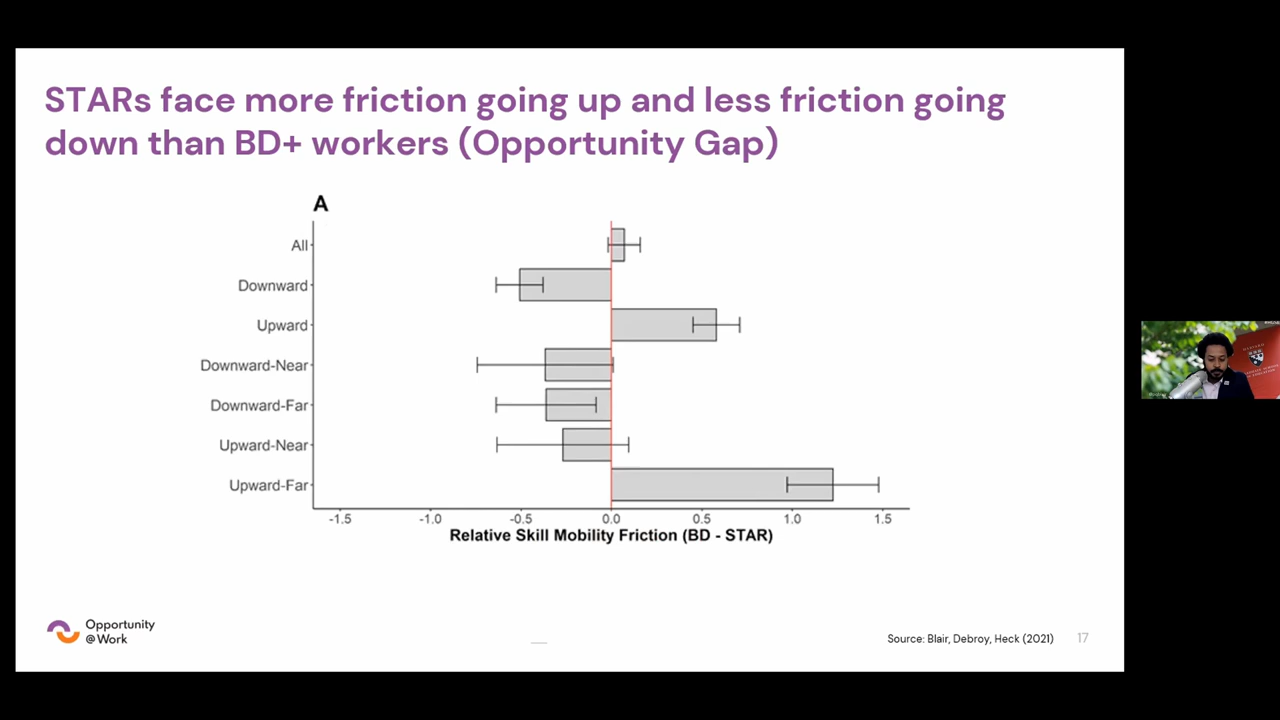 STARs face more friction going up and less friction going
down than BD+ workers (Opportunity Gap)
A
All
Downward
Upward
Downward-Near
Downward-Far
Upward-Near
Upward-Far
-1.5 -1.0 -0.5 0.0 0.5 1.0 1.5
Relative Skill Mobility Friction (BD - STAR)
Opportunity
@Work
Source: Blair, Debroy, Heck (2021) 17
HARVARD